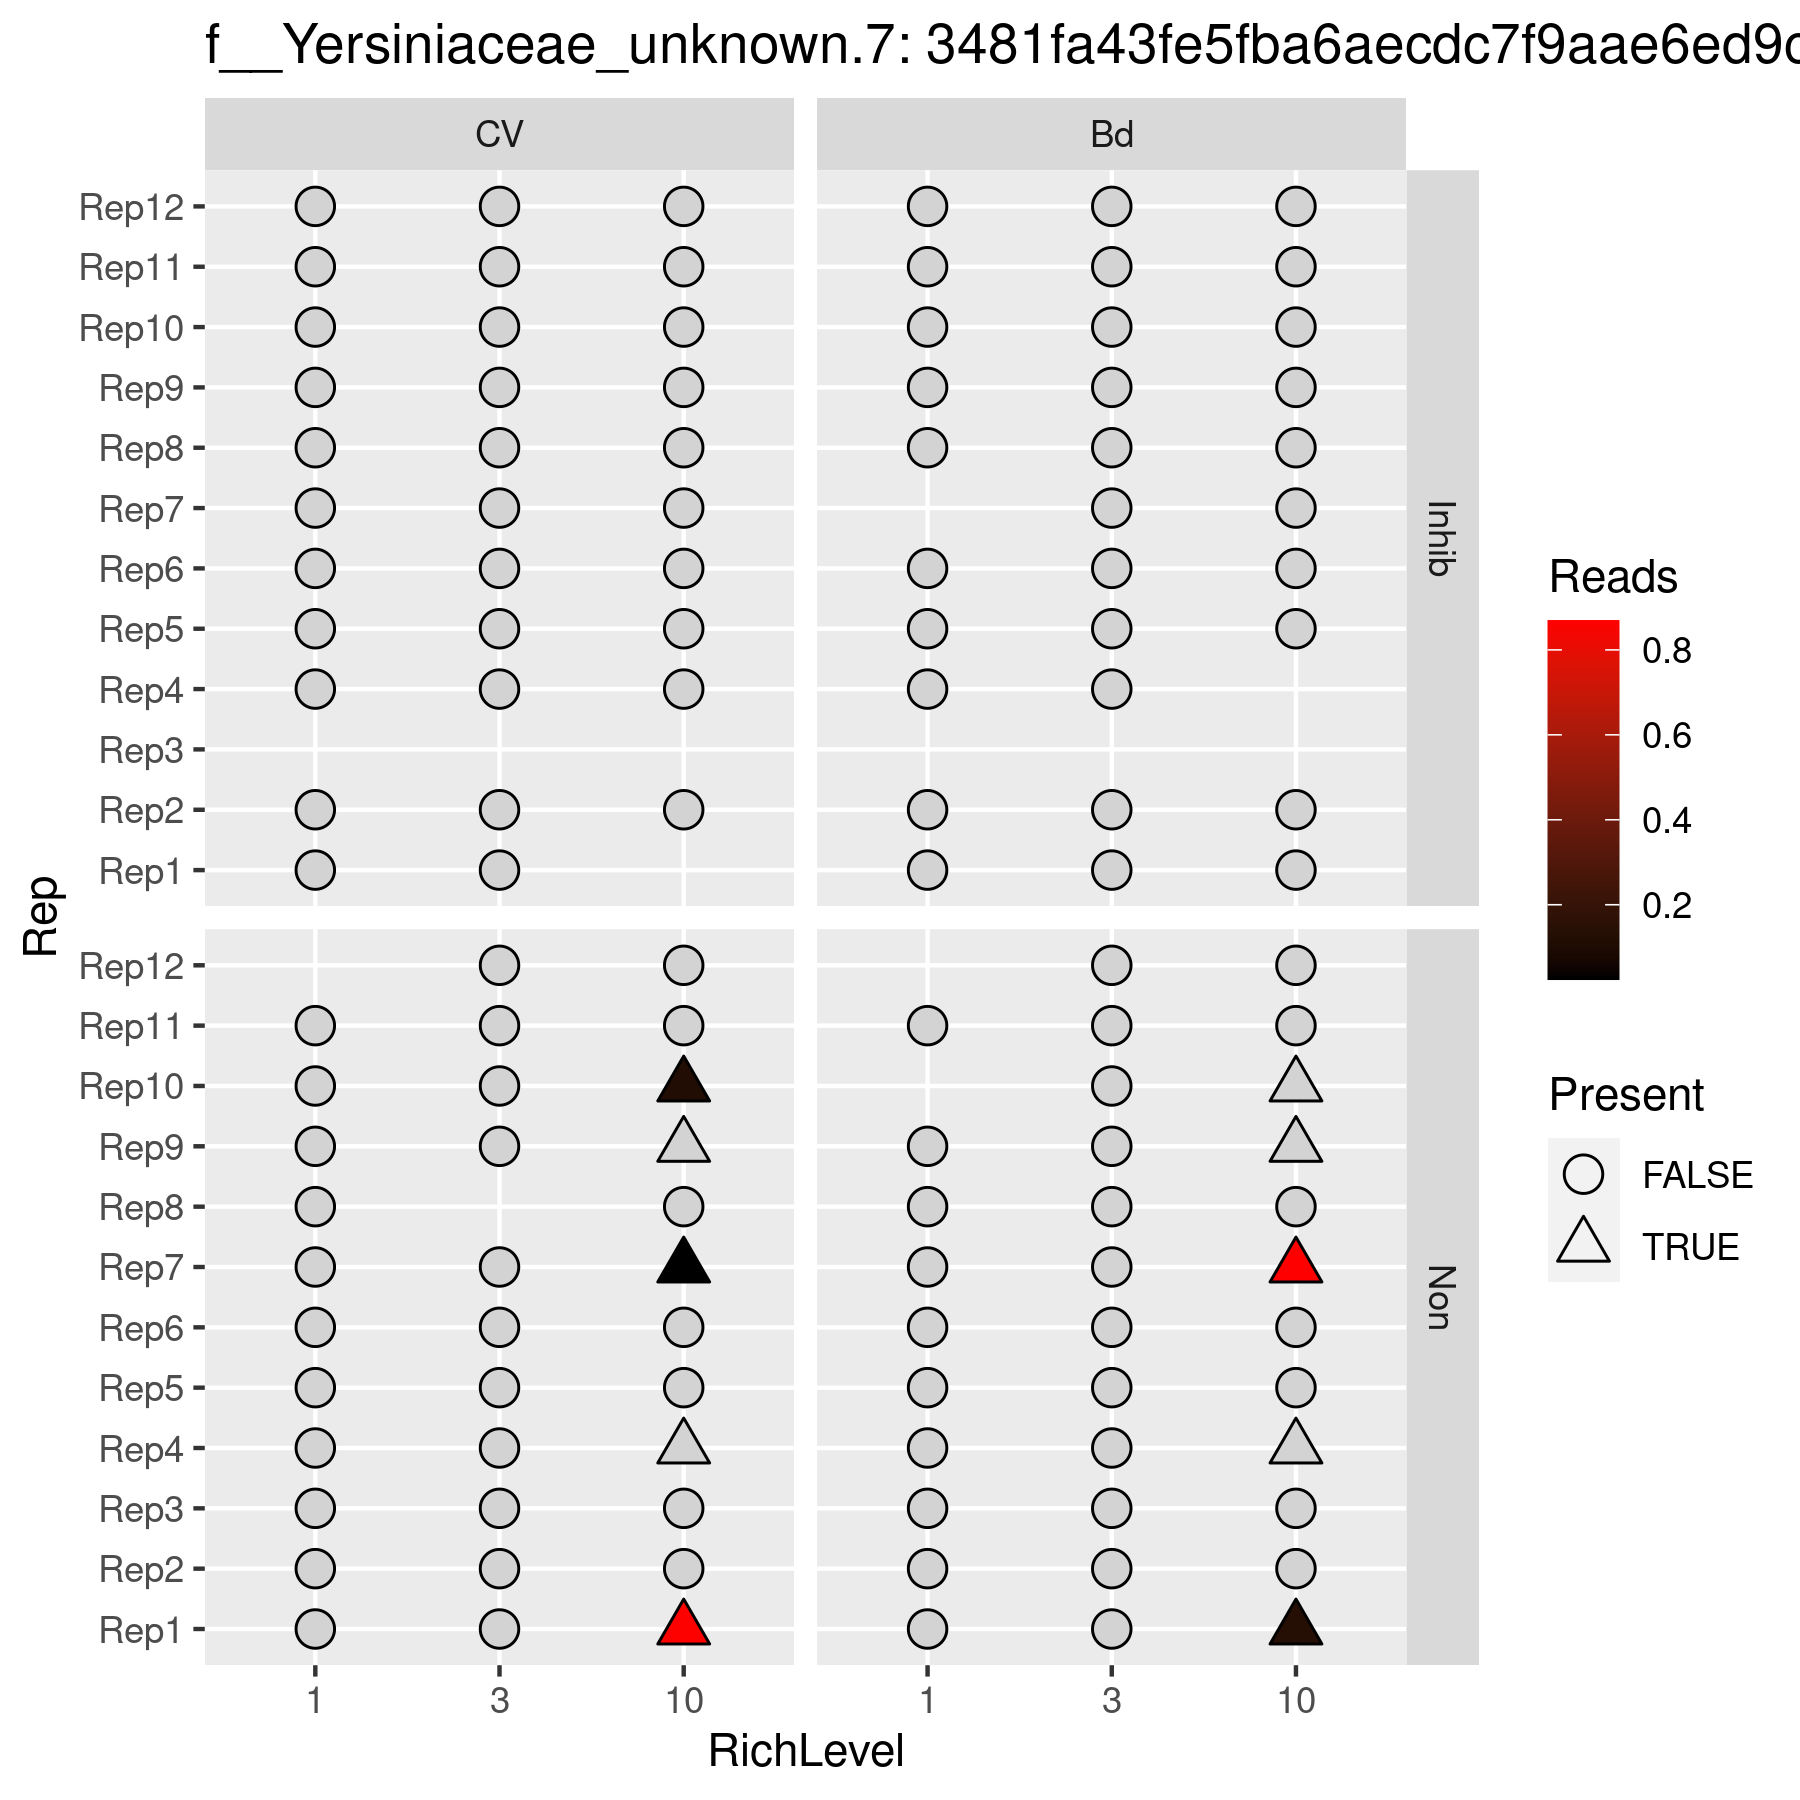 f__Yersiniaceae_unknown.7: 3481fa43fe5fba6aecdc7f9aae6ed9c
CV
Bd
Rep12
Rep11
Rep10
Rep9
Rep8
Rep7
Rep6
Rep5
Rep4
Rep3
Rep2
Rep1
Inhib
Rep12
Rep11
Rep10
Rep9
Rep8
Rep7
Rep6
Rep5
Rep4
Rep3
Rep2
Rep1
Non
Rep
1 3 10
1 3 10
RichLevel
Reads
0.8
0.6
0.4
0.2
Present
FALSE
TRUE